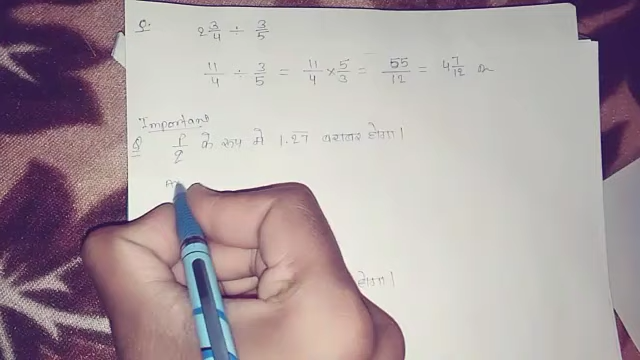 Q. 2 3/4 ÷ 3/5
11/4 ÷ 3/5 = 11/4 × 5/3 = 55/12 = 4 7/12
Important
Q P/q के रूप में 1.27 बराबर होगा।
होगा।